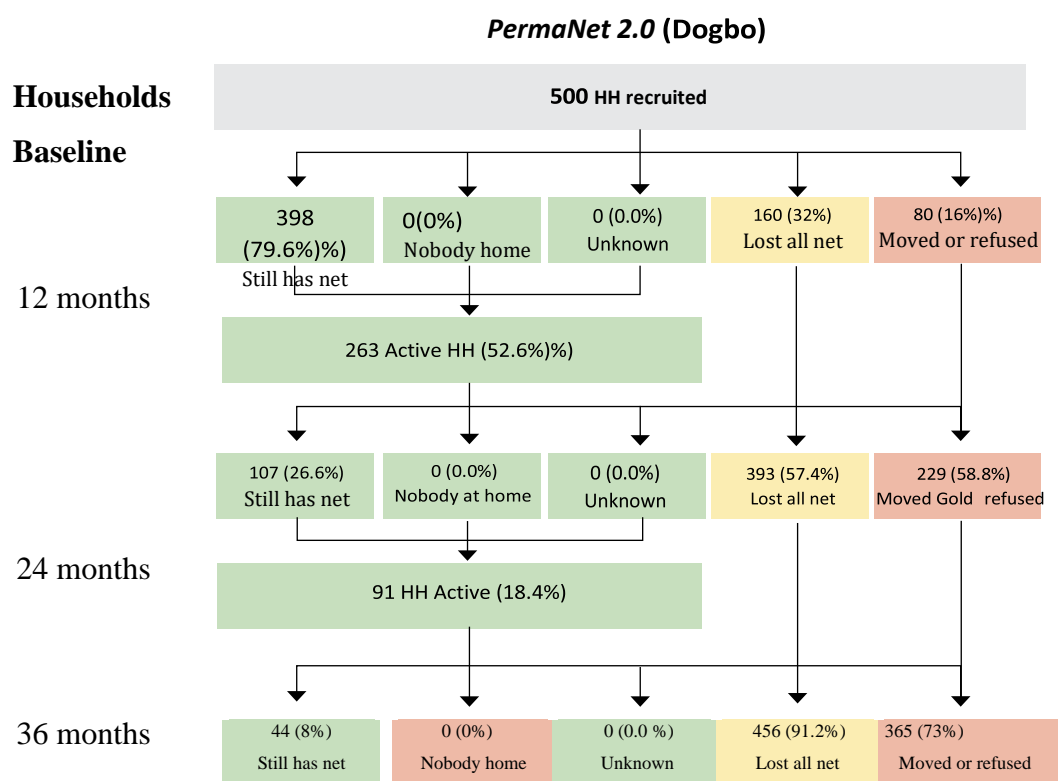 PermaNet 2.0 (Dogbo)
Households
500 HH recruited
Baseline
398
(79.6%)%
Still has net
0(0%)
Nobody home
0 (0.0%)
Unknown
160 (32%)
Lost all net
80 (16%)%
Moved or refused
12 months
263 Active HH (52.6%)%
107 (26.6%)
Still has net
0 (0.0%)
Nobody at home
0 (0.0%)
Unknown
393 (57.4%)
Lost all net
229 (58.8%)
Moved Gold refused
24 months
91 HH Active (18.4%)
36 months
44 (8%)
Still has net
0 (0%)
Nobody home
0 (0.0 %)
Unknown
456 (91.2%)
Lost all net
365 (73%)
Moved or refused